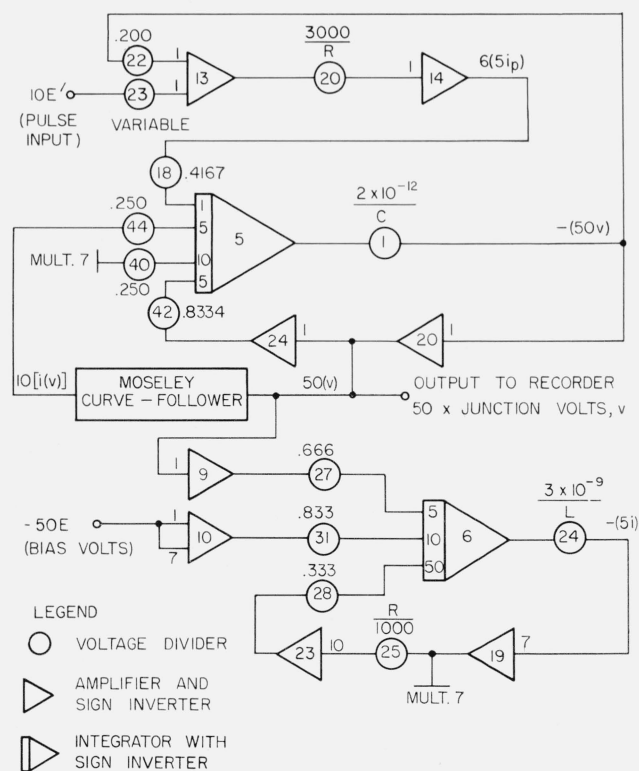 .200
22
1
10E′
(PULSE
INPUT)
23
1
VARIABLE
13
3000
R
20
1
14
6(5ip)
18
.4167
.250
44
MULT. 7
40
.250
42
.8334
1
5
10
5
5
2 x 10-12
C
1
-(50v)
24
1
20
1
10[i(v)]
MOSELEY
CURVE-FOLLOWER
50(v)
OUTPUT TO RECORDER
50 x JUNCTION VOLTS, v
1
9
.666
27
-50E
(BIAS VOLTS)
1
7
10
.833
31
5
10
50
6
3 x 10-9
L
24
-(5i)
.333
28
23
10
R
1000
25
MULT. 7
19
7
LEGEND
VOLTAGE DIVIDER
AMPLIFIER AND
SIGN INVERTER
INTEGRATOR WITH
SIGN INVERTER